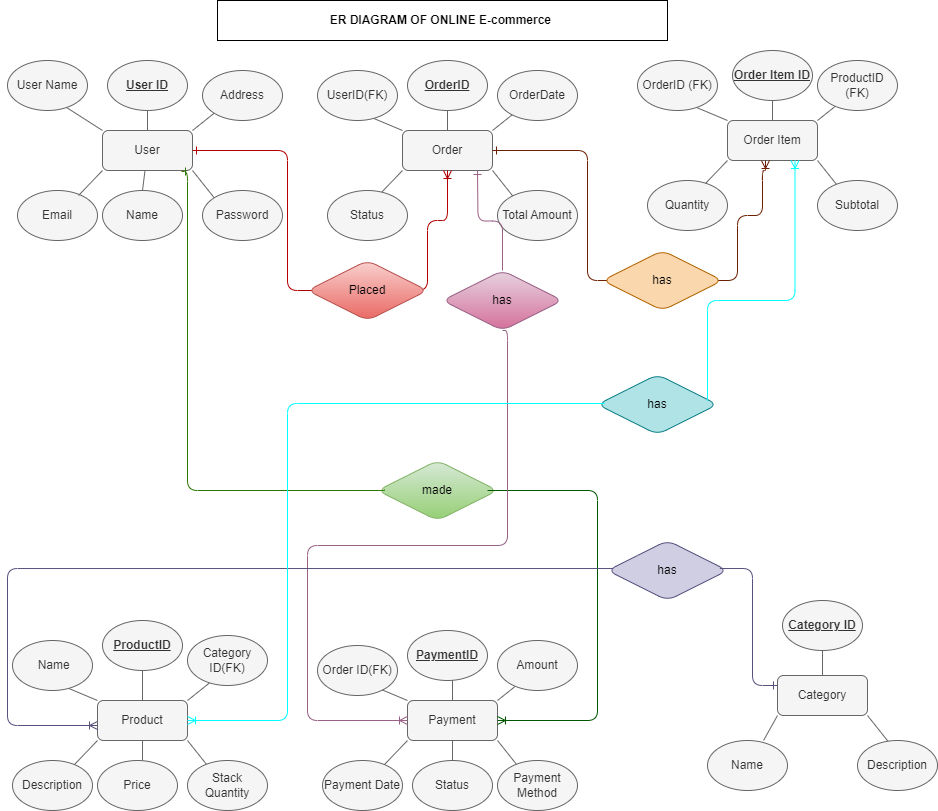 ER DIAGRAM OF ONLINE E-commerce
User Name
User ID
Address
User
Email
Name
Password
UserID(FK)
OrderID
OrderDate
Order
Status
Total Amount
OrderID (FK)
Order Item ID
ProductID
(FK)
Order Item
Quantity
Subtotal
Placed
has
has
has
made
has
Name
ProductID
Category
ID(FK)
Product
Description
Price
Stack
Quantity
Order ID(FK)
PaymentID
Amount
Payment
Payment Date
Status
Payment
Method
Category ID
Category
Name
Description